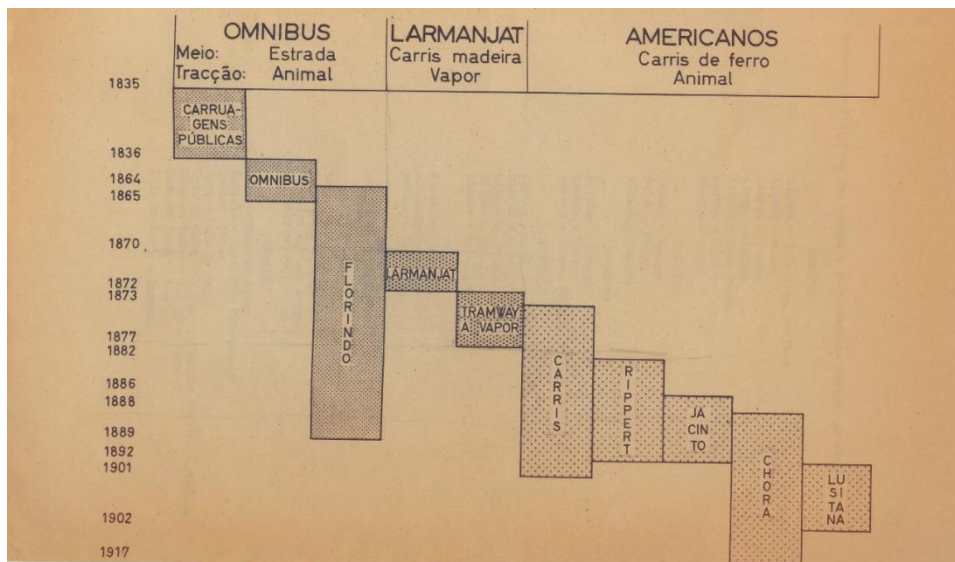 OMNIBUS
Meio: Estrada
Tracção: Animal
LARMANJAT
Carris madeira
Vapor
AMERICANOS
Carris de ferro
Animal
1835
1836
1864
1865
1870
1872
1873
1877
1882
1886
1888
1889
1892
1901
1902
1917
CARRUA-
GENS
PÚBLICAS
OMNIBUS
FLORINDO
LARMANJAT
TRAMWAY
A VAPOR
CARRIS
RIPPERT
JA
CIN
TO
CHORA
LU
SI
TA
NA